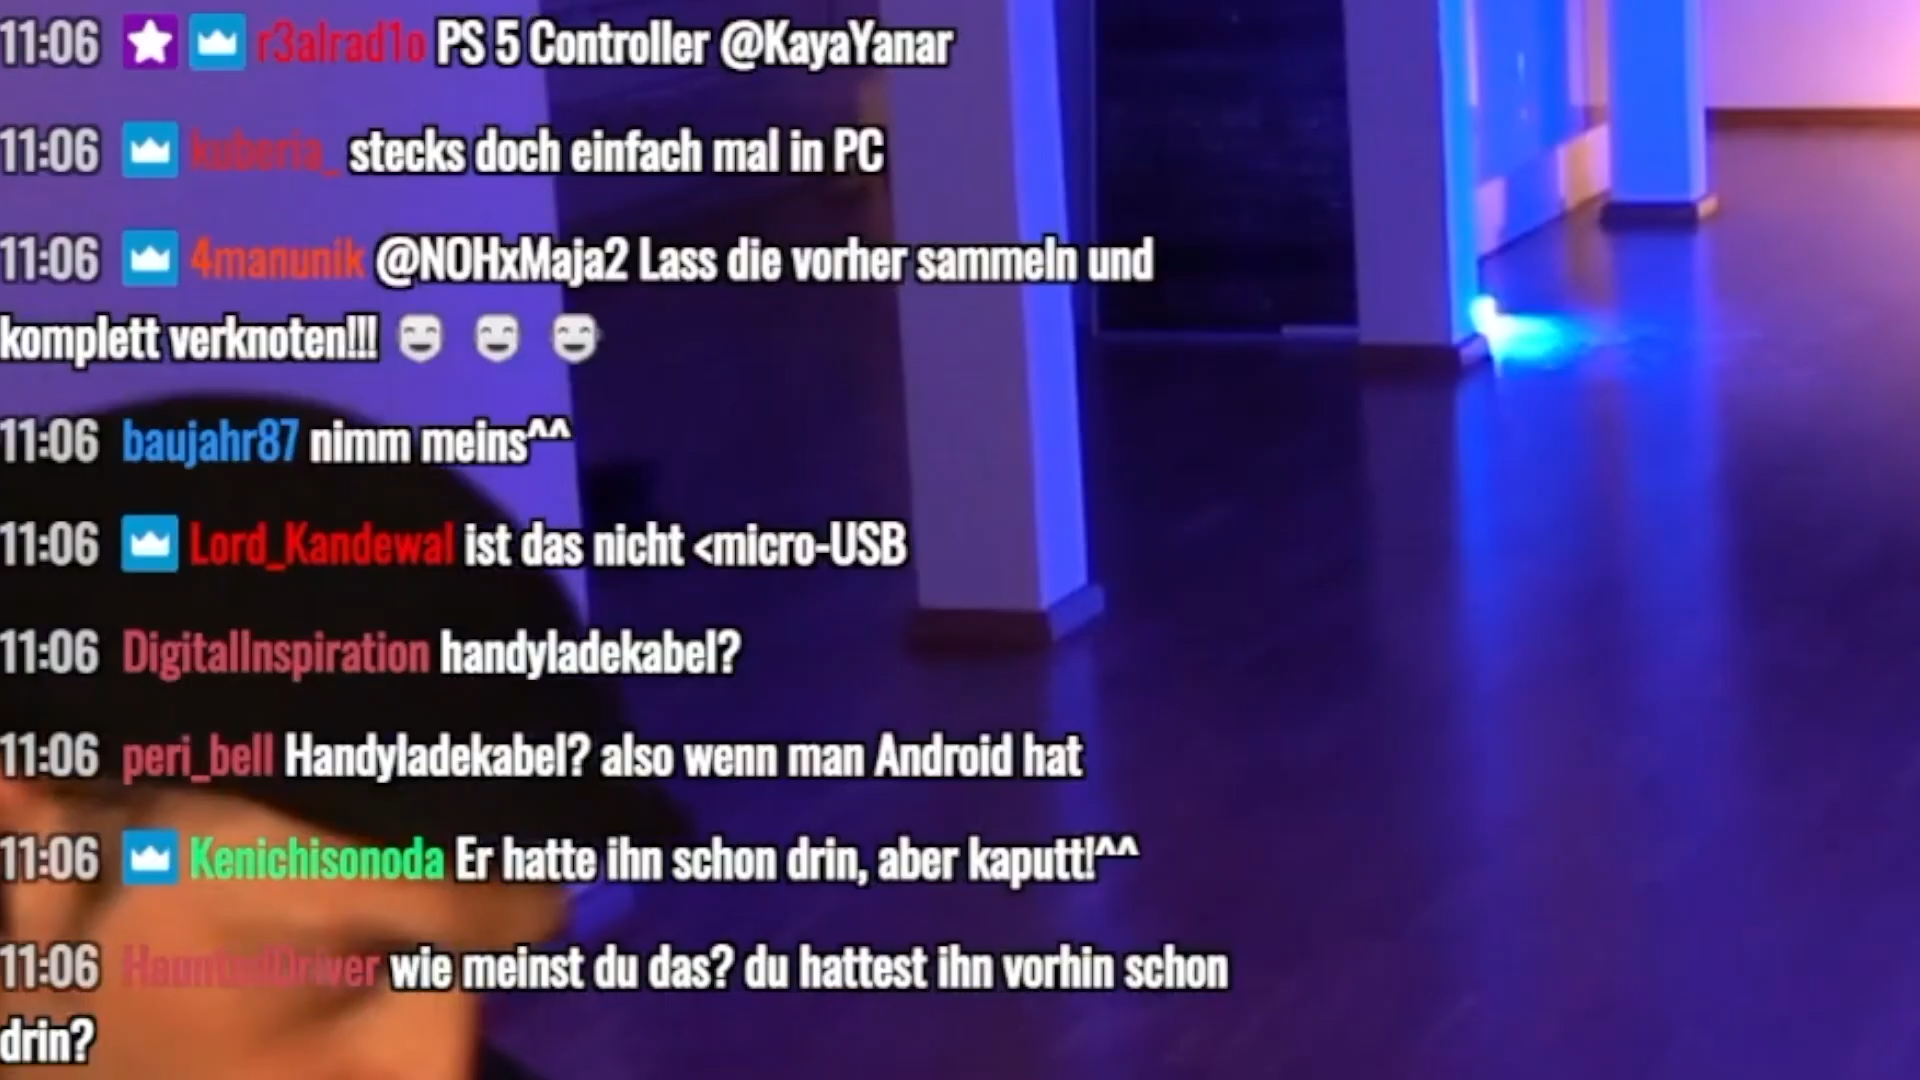 11:06 r3alrad1o PS 5 Controller @KayaYanar
11:06 kuberia_ stecks doch einfach mal in PC
11:06 4manunik @NOHxMaja2 Lass die vorher sammeln und
komplett verknoten!!!
11:06 baujahr87 nimm meins^^
11:06 Lord_Kandewal ist das nicht <micro-USB
11:06 DigitalInspiration handyladekabel?
11:06 peri_bell Handyladekabel? also wenn man Android hat
11:06 Kenichisonoda Er hatte ihn schon drin, aber kaputt!^^
11:06 HauntedDriver wie meinst du das? du hattest ihn vorhin schon
drin?